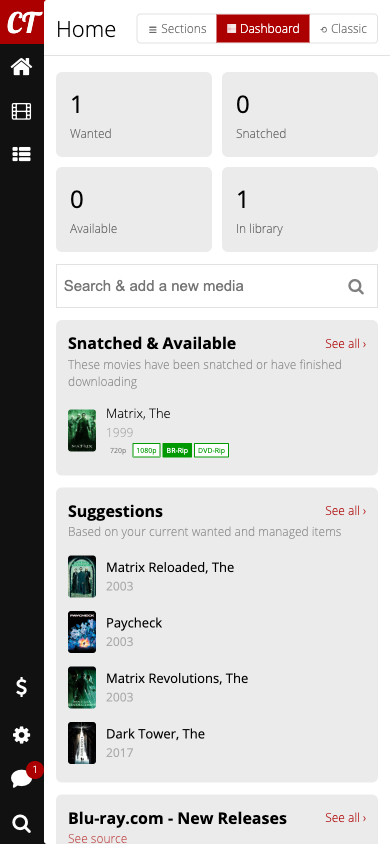 CT
Home
Sections
Dashboard
Classic
1
Wanted
0
Snatched
0
Available
1
In library
Search & add a new media
Snatched & Available
See all ›
These movies have been snatched or have finished
downloading
Matrix, The
1999
720p 1080p BR-Rip DVD-Rip
Suggestions
See all ›
Based on your current wanted and managed items
Matrix Reloaded, The
2003
Paycheck
2003
Matrix Revolutions, The
2003
Dark Tower, The
2017
$
1
Blu-ray.com - New Releases
See all ›
See source